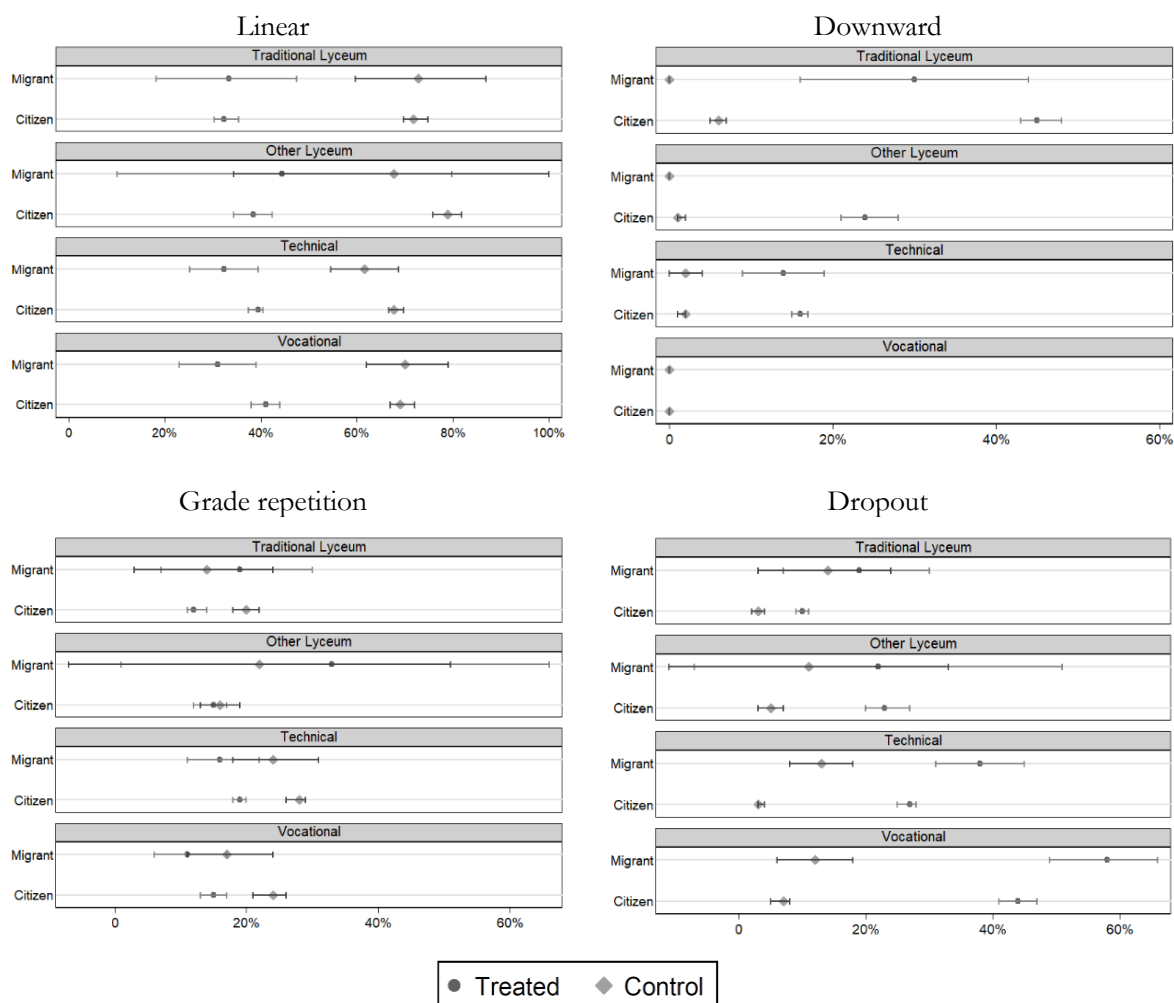 Linear
Traditional Lyceum
Migrant
Citizen
Other Lyceum
Migrant
Citizen
Technical
Migrant
Citizen
Vocational
Migrant
Citizen
0 20% 40% 60% 80% 100%
Downward
Traditional Lyceum
Migrant
Citizen
Other Lyceum
Migrant
Citizen
Technical
Migrant
Citizen
Vocational
Migrant
Citizen
0 20% 40% 60%
Grade repetition
Traditional Lyceum
Migrant
Citizen
Other Lyceum
Migrant
Citizen
Technical
Migrant
Citizen
Vocational
Migrant
Citizen
0 20% 40% 60%
Dropout
Traditional Lyceum
Migrant
Citizen
Other Lyceum
Migrant
Citizen
Technical
Migrant
Citizen
Vocational
Migrant
Citizen
0 20% 40% 60%
Treated Control